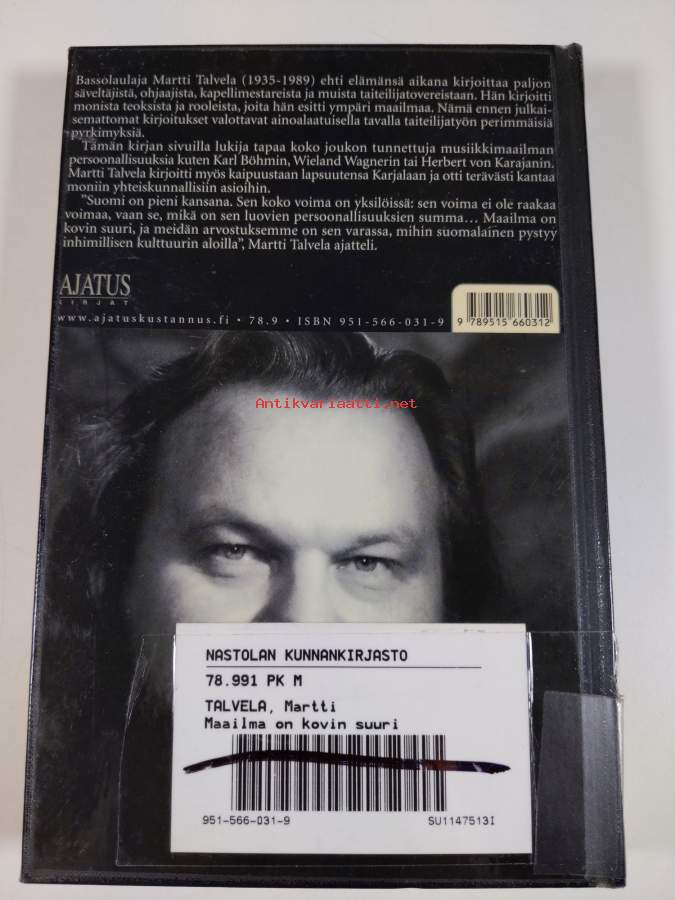 Bassolaulaja Martti Talvela (1935-1989) ehti elämänsä aikana kirjoittaa paljon
säveltäjistä, ohjaajista, kapellimestareista ja muista taiteilijatovereistaan. Hän kirjoitti
monista teoksista ja rooleista, joita hän esitti ympäri maailmaa. Nämä ennen julkai-
semattomat kirjoitukset valottavat ainoalaatuisella tavalla taiteilijatyön perimmäisiä
pyrkimyksiä.
Tämän kirjan sivuilla lukija tapaa koko joukon tunnettuja musiikkimaailman
persoonallisuuksia kuten Karl Böhmin, Wieland Wagnerin tai Herbert von Karajanin.
Martti Talvela kirjoitti myös kaipuustaan lapsuutensa Karjalaan ja otti terävästi kantaa
moniin yhteiskunnallisiin asioihin.
"Suomi on pieni kansana. Sen koko voima on yksilöissä: sen voima ei ole raakaa
voimaa, vaan se, mikä on sen luovien persoonallisuuksien summa... Maailma on
kovin suuri, ja meidän arvostuksemme on sen varassa, mihin suomalainen pystyy
inhimillisen kulttuurin aloilla", Martti Talvela ajatteli.
AJATUS
KIRJAT
www.ajatuskustannus.fi • 78.9 • ISBN 951-566-031-9
9 789515 660312
Antikvariaatti.net
NASTOLAN KUNNANKIRJASTO
78.991 PK M
TALVELA, Martti
Maailma on kovin suuri
951-566-031-9 SU1147513I